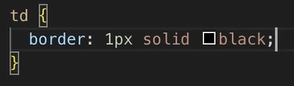 td {
border: 1px solid black;
}